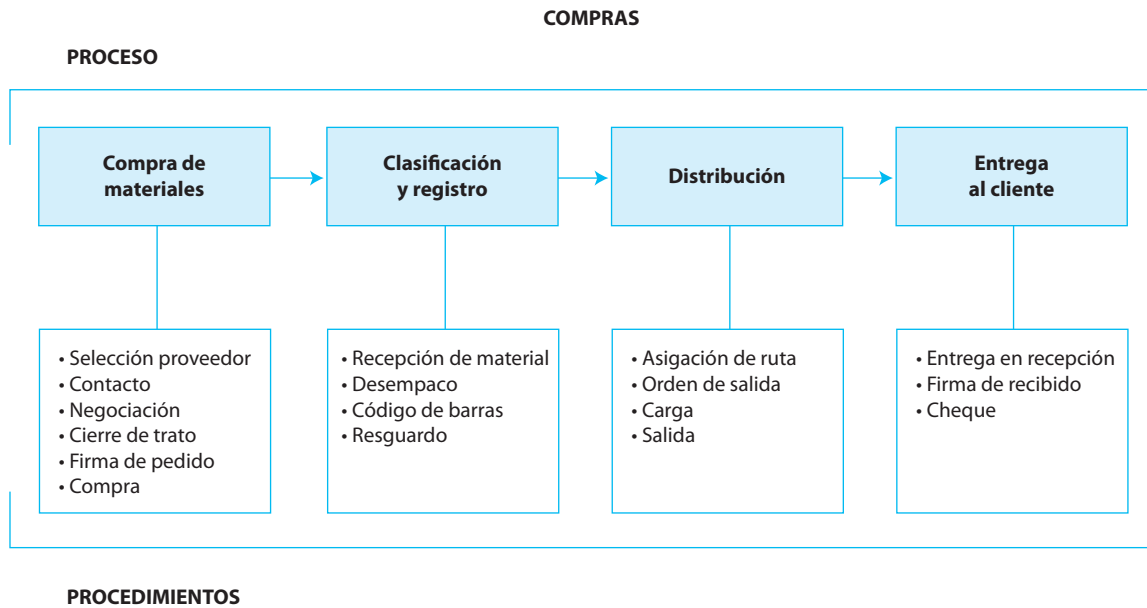 COMPRAS
PROCESO
Compra de
materiales
Clasificación
y registro
Distribución
Entrega
al cliente
• Selección proveedor
• Contacto
• Negociación
• Cierre de trato
• Firma de pedido
• Compra
• Recepción de material
• Desempaco
• Código de barras
• Resguardo
• Asigación de ruta
• Orden de salida
• Carga
• Salida
• Entrega en recepción
• Firma de recibido
• Cheque
PROCEDIMIENTOS